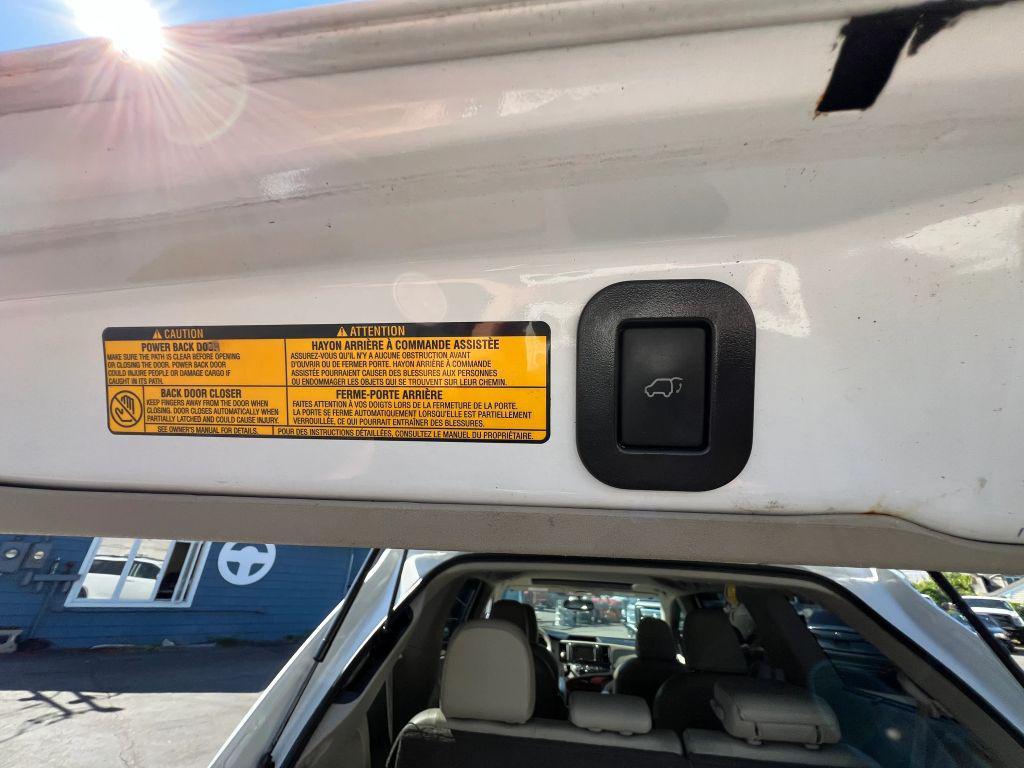 CAUTION
POWER BACK DOOR
MAKE SURE THE PATH IS CLEAR BEFORE OPENING
OR CLOSING THE DOOR. POWER BACK DOOR
COULD INJURE PEOPLE OR DAMAGE CARGO IF
CAUGHT IN ITS PATH.
BACK DOOR CLOSER
KEEP FINGERS AWAY FROM THE DOOR WHEN
CLOSING. DOOR CLOSES AUTOMATICALLY WHEN
PARTIALLY LATCHED AND COULD CAUSE INJURY.
SEE OWNER'S MANUAL FOR DETAILS.
ATTENTION
HAYON ARRIÈRE À COMMANDE ASSISTÉE
ASSUREZ-VOUS QU'IL N'Y A AUCUNE OBSTRUCTION AVANT
D'OUVRIR OU DE FERMER PORTE. HAYON ARRIÈRE À COMMANDE
ASSISTÉE POURRAIENT CAUSER DES BLESSURES AUX PERSONNES
OU ENDOMMAGER LES OBJETS QUI SE TROUVENT SUR LEUR CHEMIN.
FERME-PORTE ARRIÈRE
FAITES ATTENTION À VOS DOIGTS LORS DE LA FERMETURE DE LA PORTE.
LA PORTE SE FERME AUTOMATIQUEMENT LORSQU'ELLE EST PARTIELLEMENT
VERROUILLÉE, CE QUI POURRAIT ENTRAÎNER DES BLESSURES.
POUR DES INSTRUCTIONS DÉTAILLÉES, CONSULTEZ LE MANUEL DU PROPRIÉTAIRE.